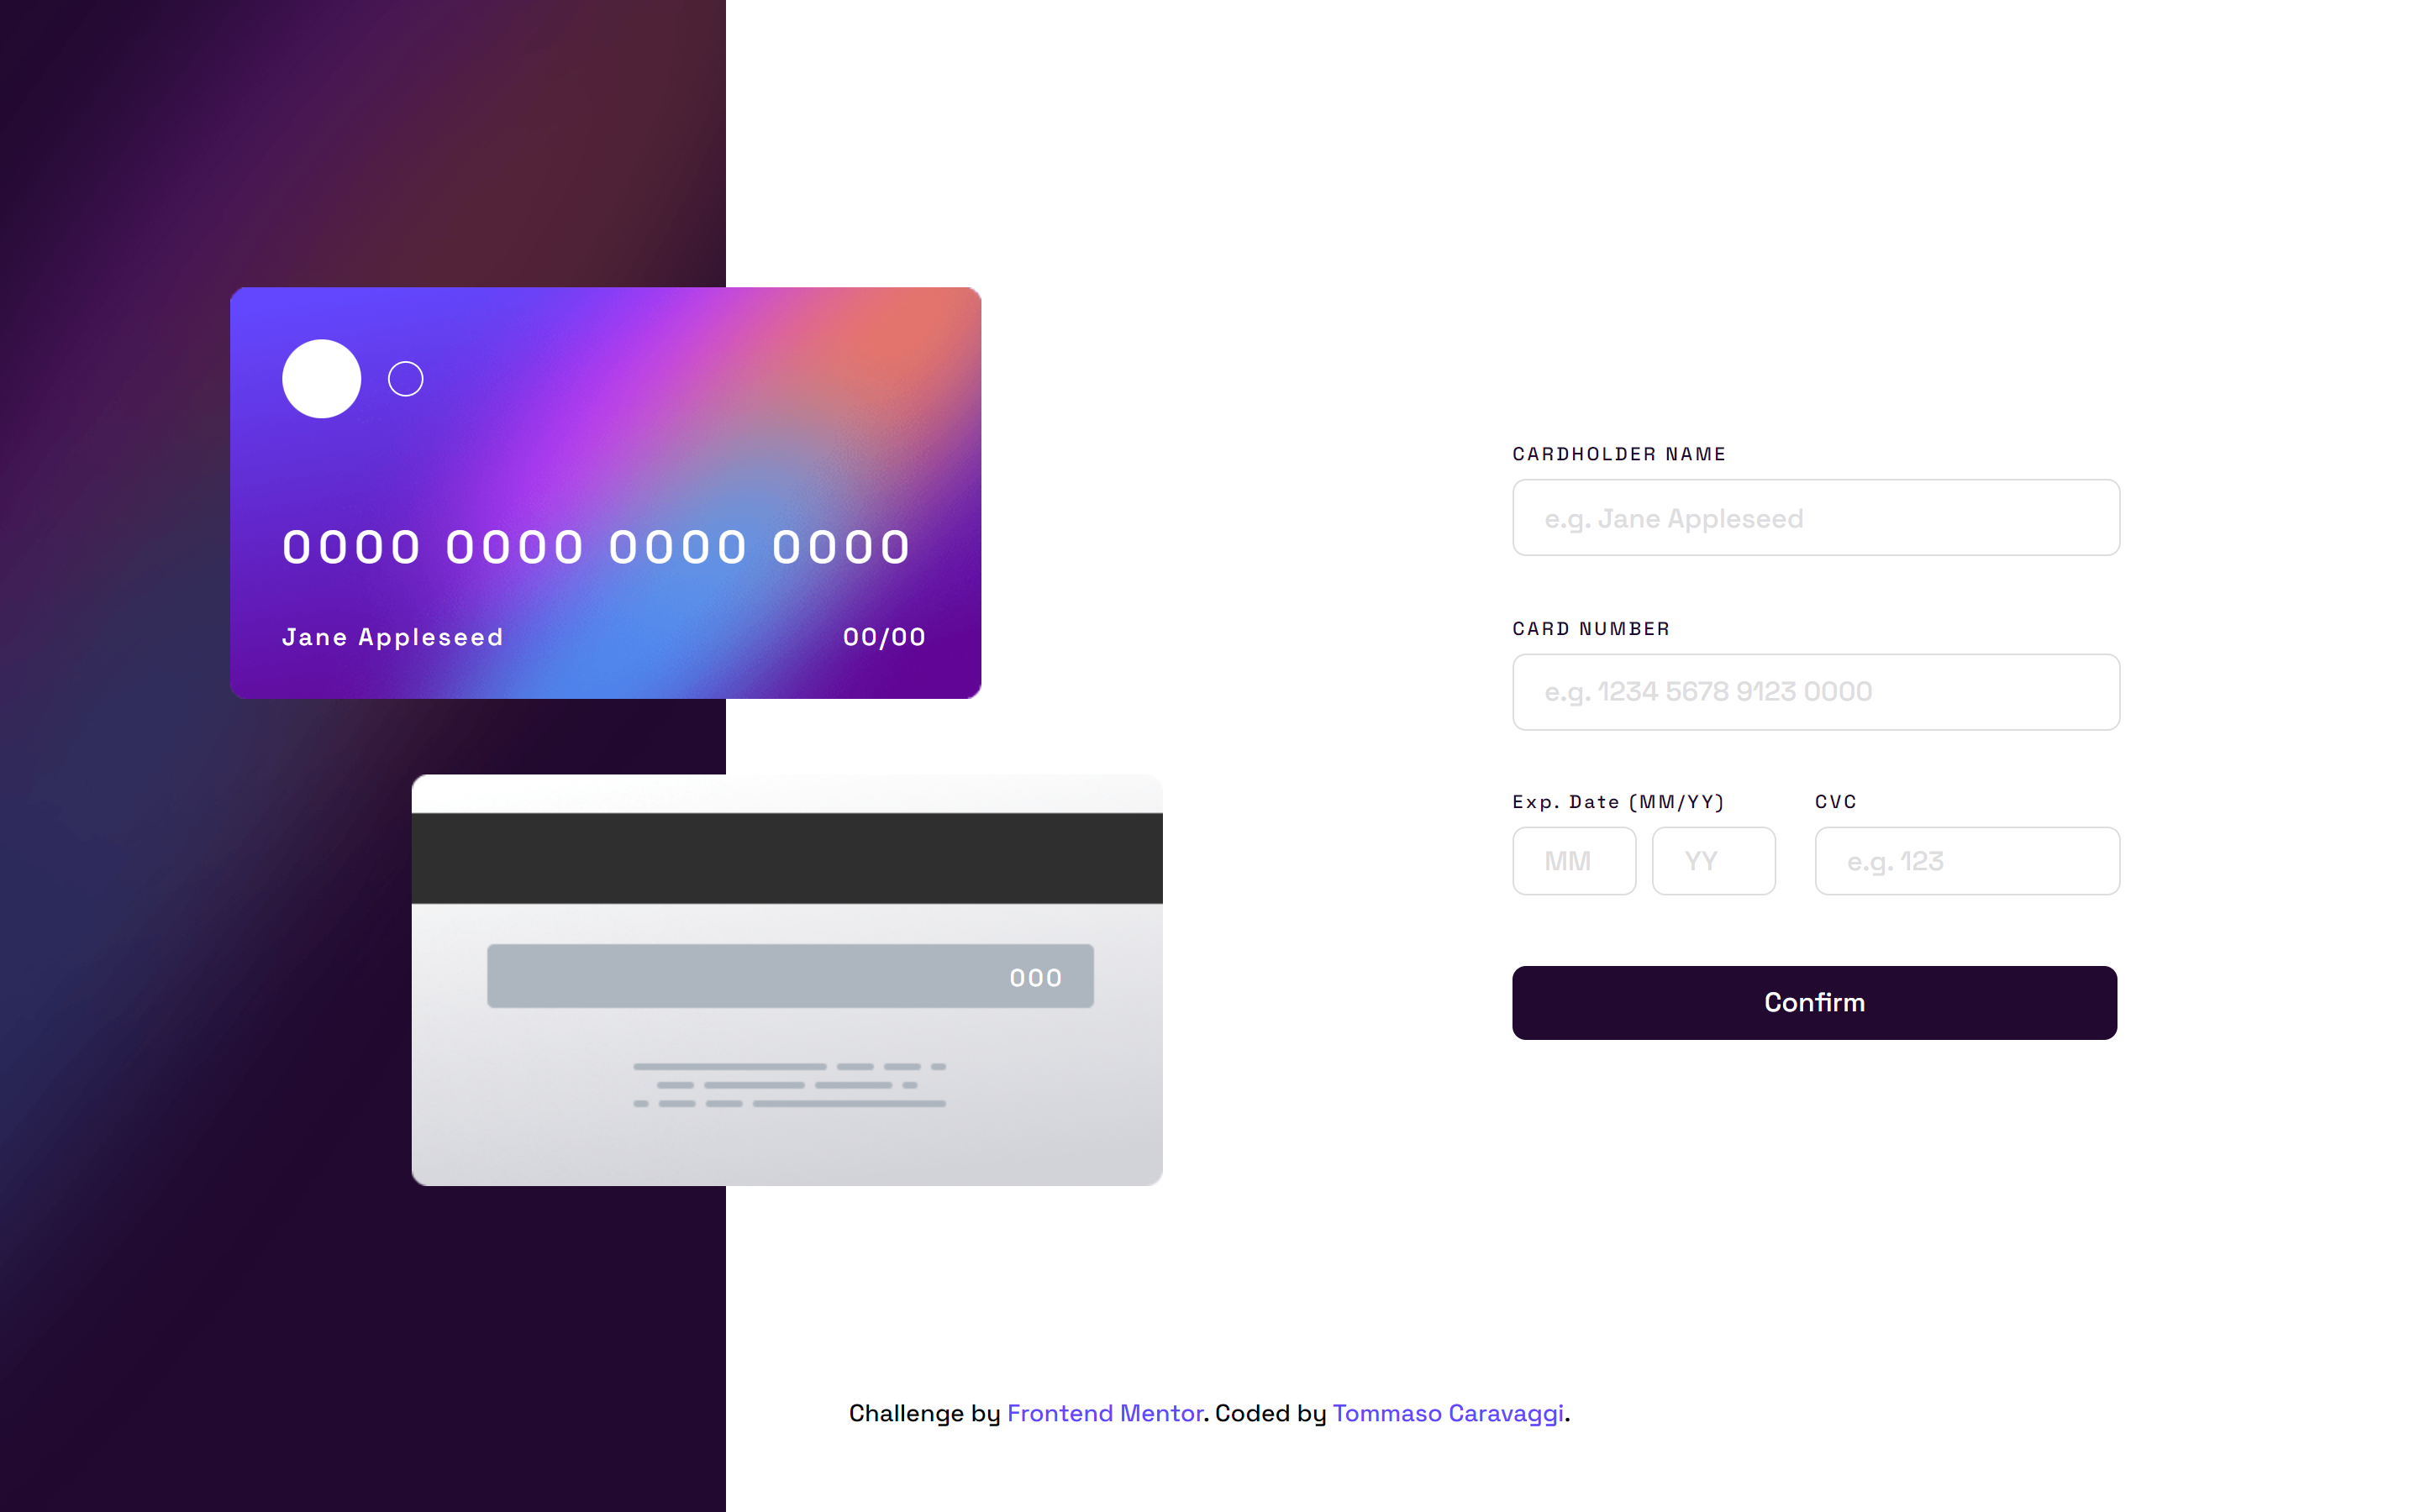 0000 0000 0000 0000
Jane Appleseed 00/00
000
CARDHOLDER NAME
e.g. Jane Appleseed
CARD NUMBER
e.g. 1234 5678 9123 0000
Exp. Date (MM/YY) CVC
MM YY e.g. 123
Confirm
Challenge by Frontend Mentor. Coded by Tommaso Caravaggi.